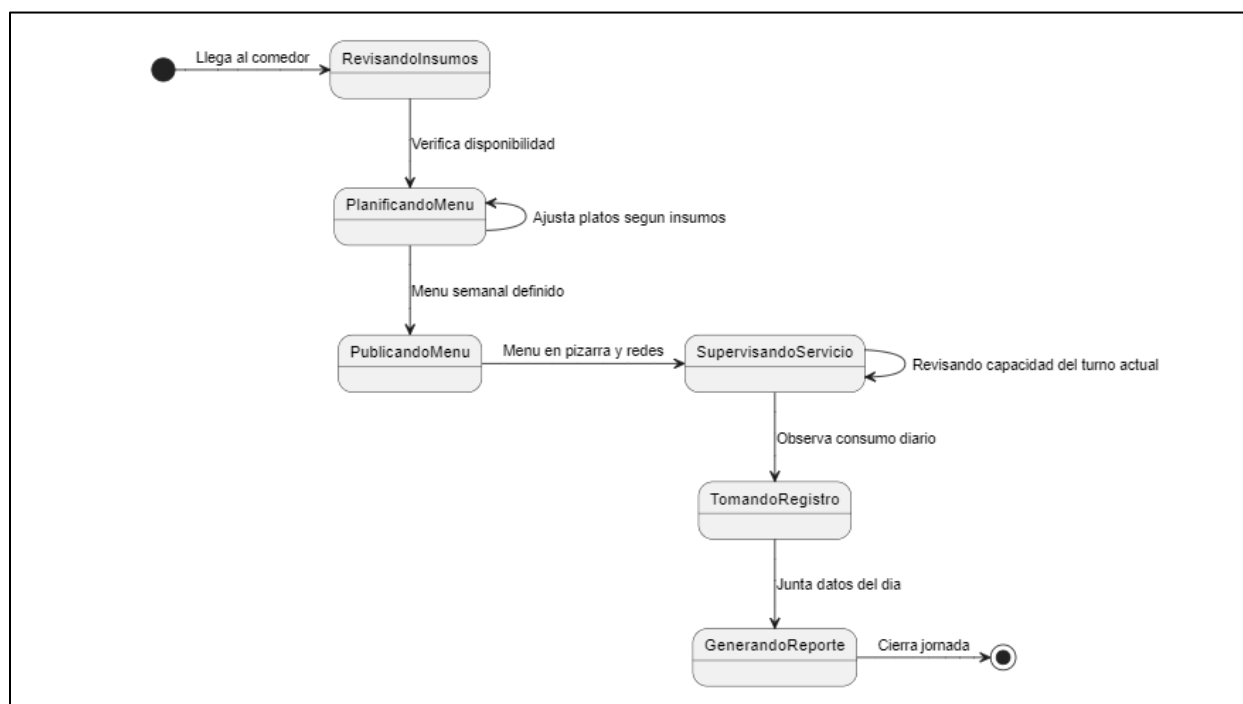 Llega al comedor
RevisandoInsumos
Verifica disponibilidad
PlanificandoMenu
Ajusta platos segun insumos
Menu semanal definido
PublicandoMenu
Menu en pizarra y redes
SupervisandoServicio
Revisando capacidad del turno actual
Observa consumo diario
TomandoRegistro
Junta datos del dia
GenerandoReporte
Cierra jornada